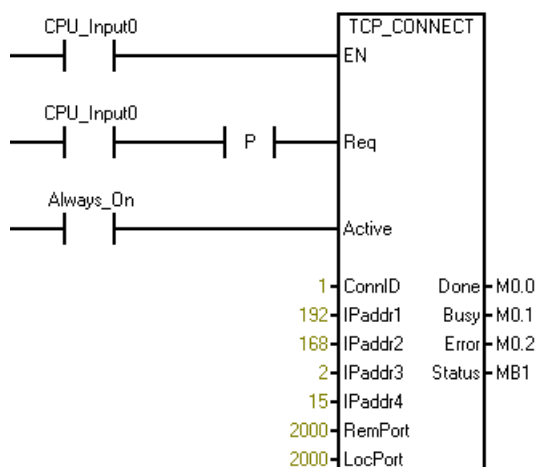 CPU_Input0 TCP_CONNECT
EN
CPU_Input0
P Req
Always_On
Active
1 ConnID Done M0.0
192 IPaddr1 Busy M0.1
168 IPaddr2 Error M0.2
2 IPaddr3 Status MB1
15 IPaddr4
2000 RemPort
2000 LocPort